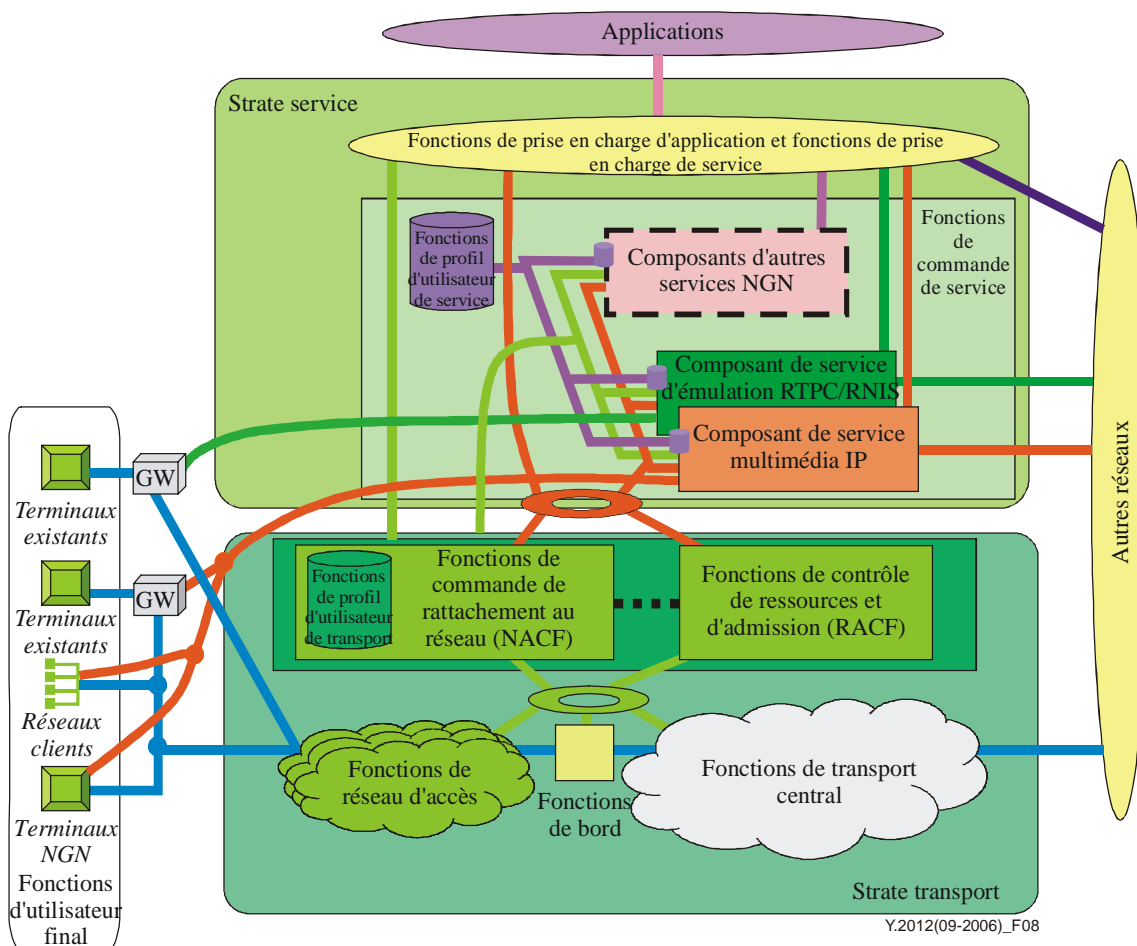 Applications
Strate service
Fonctions de prise en charge d'application et fonctions de prise
en charge de service
Fonctions
de profil
d'utilisateur
de service
Composants d'autres
services NGN
Fonctions
de
commande
de service
Composant de service
d'émulation RTPC/RNIS
Composant de service
multimédia IP
Autres réseaux
GW
Terminaux
existants
GW
Terminaux
existants
Réseaux
clients
Terminaux
NGN
Fonctions
d'utilisateur
final
Fonctions
de profil
d'utilisateur
de transport
Fonctions de
commande de
rattachement au
réseau (NACF)
Fonctions de contrôle
de ressources et
d'admission (RACF)
Fonctions de
réseau d'accès
Fonctions
de bord
Fonctions de transport
central
Strate transport
Y.2012(09-2006)_F08